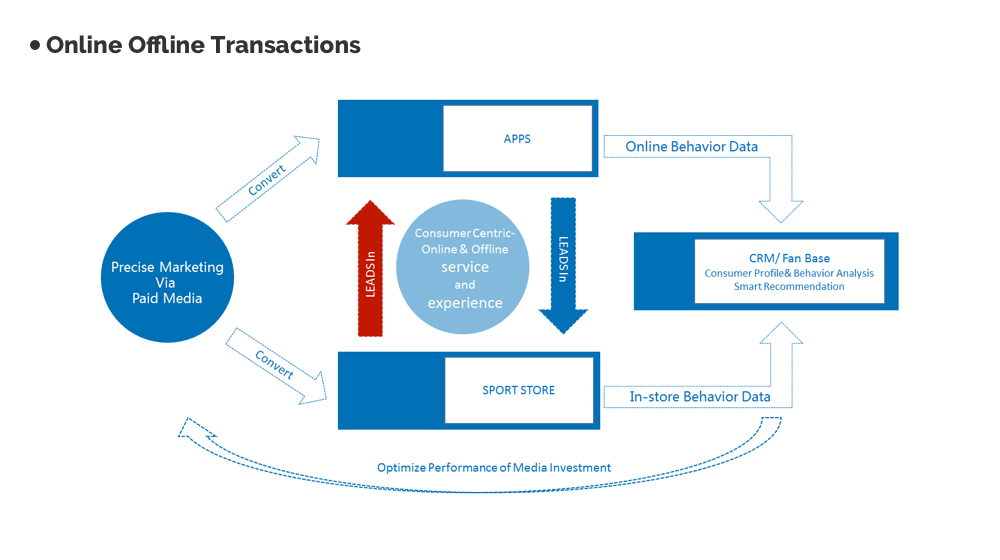 • Online Offline Transactions
APPS
Online Behavior Data
Convert
Precise Marketing
Via
Paid Media
LEADS In
Consumer Centric-
Online & Offline
service
and
experience
LEADS In
CRM/ Fan Base
Consumer Profile& Behavior Analysis
Smart Recommendation
Convert
SPORT STORE
In-store Behavior Data
Optimize Performance of Media Investment